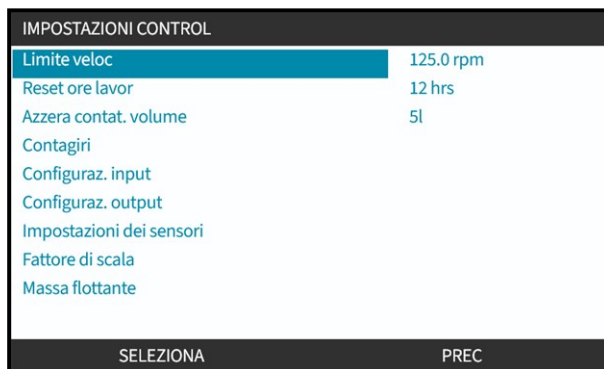 IMPOSTAZIONI CONTROL
Limite veloc 125.0 rpm
Reset ore lavor 12 hrs
Azzera contat. volume 5l
Contagiri
Configuraz. input
Configuraz. output
Impostazioni dei sensori
Fattore di scala
Massa flottante
SELEZIONA PREC